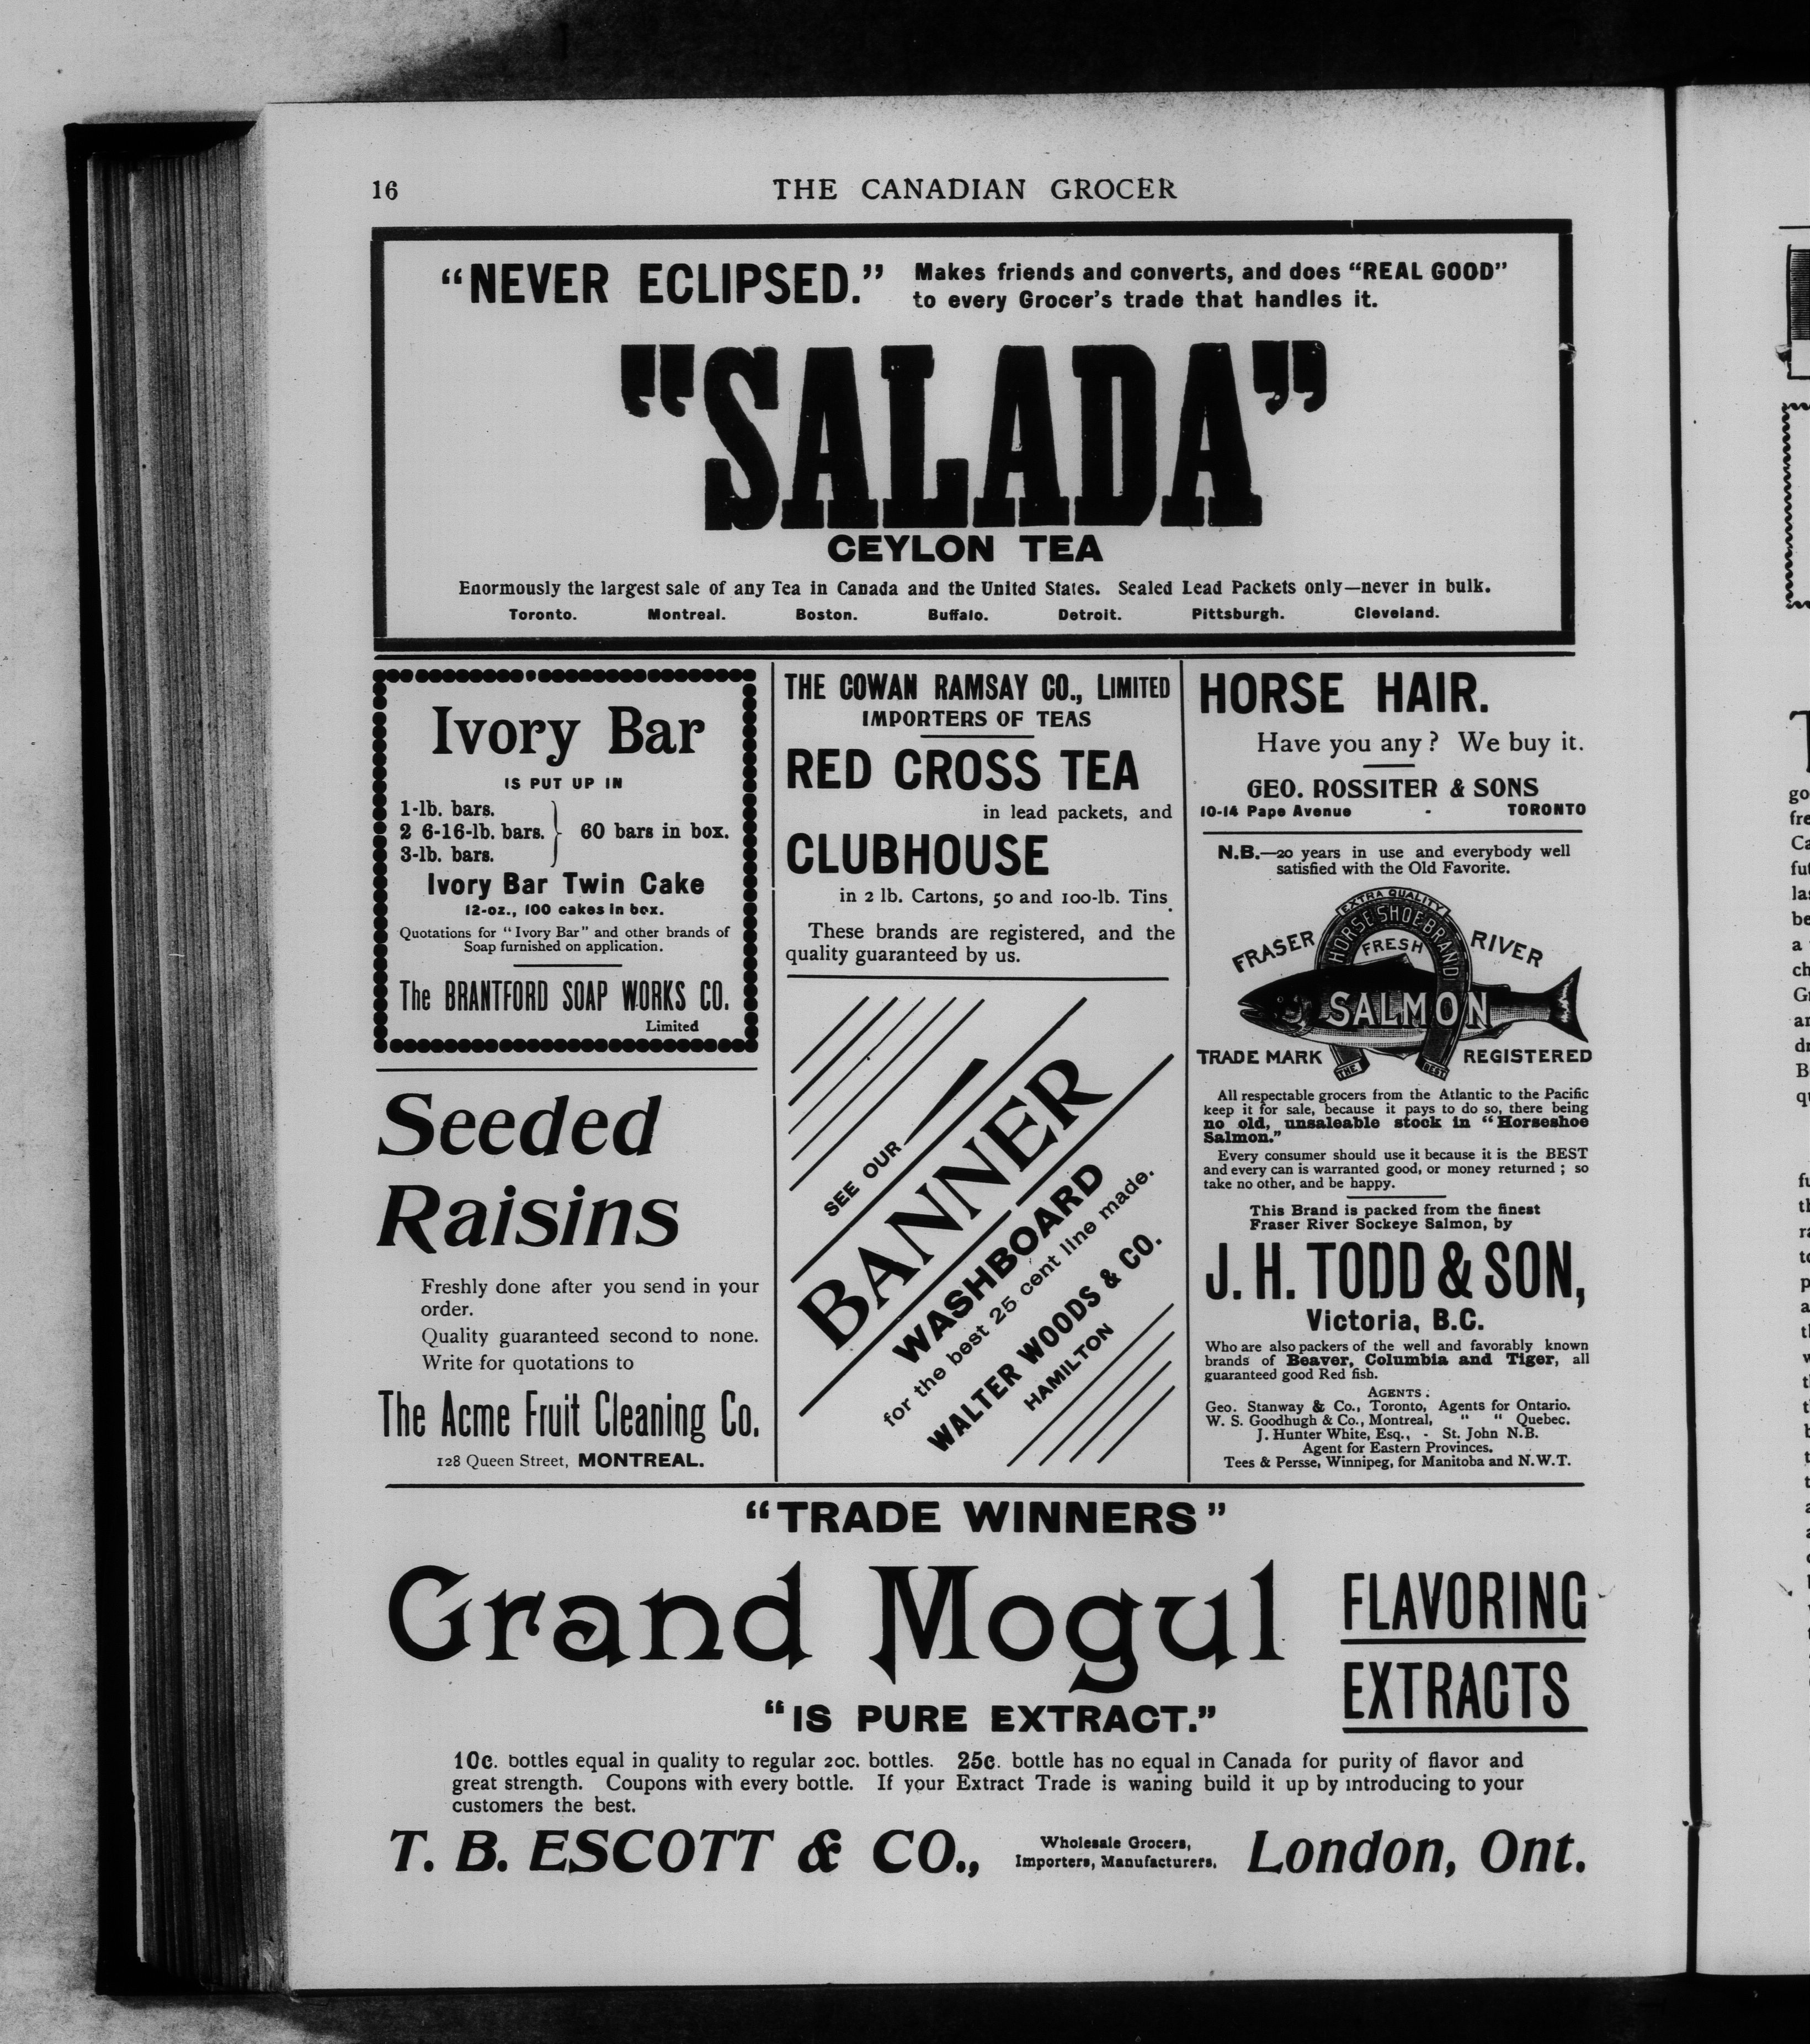 16
THE CANADIAN GROCER
“NEVER ECLIPSED.”
Makes friends and converts, and does “REAL GOOD”
to every Grocer's trade that handles it.
“SALADA”
CEYLON TEA
Enormously the largest sale of any Tea in Canada and the United States. Sealed Lead Packets only—never in bulk.
Toronto. Montreal. Boston. Buffalo. Detroit. Pittsburgh. Cleveland.
Ivory Bar
IS PUT UP IN
1-lb. bars.
2 6-16-lb. bars. } 60 bars in box.
3-lb. bars.
Ivory Bar Twin Cake
12-oz., 100 cakes in box.
Quotations for “Ivory Bar” and other brands of
Soap furnished on application.
The BRANTFORD SOAP WORKS CO.
Limited
Seeded
Raisins
Freshly done after you send in your
order.
Quality guaranteed second to none.
Write for quotations to
The Acme Fruit Cleaning Co.
128 Queen Street, MONTREAL.
THE COWAN RAMSAY CO., LIMITED
IMPORTERS OF TEAS
RED CROSS TEA
in lead packets, and
CLUBHOUSE
in 2 lb. Cartons, 50 and 100-lb. Tins.
These brands are registered, and the
quality guaranteed by us.
SEE OUR
BANNER
WASHBOARD
for the best 25 cent line made.
WALTER WOODS & CO.
HAMILTON
HORSE HAIR.
Have you any? We buy it.
GEO. ROSSITER & SONS
10-14 Pape Avenue - TORONTO
N.B.—20 years in use and everybody well
satisfied with the Old Favorite.
EXTRA QUALITY
HORSE SHOE BRAND
FRASER RIVER
FRESH
SALMON
TRADE MARK REGISTERED
THE BEST
All respectable grocers from the Atlantic to the Pacific
keep it for sale, because it pays to do so, there being
no old, unsaleable stock in “Horseshoe
Salmon.”
Every consumer should use it because it is the BEST
and every can is warranted good, or money returned; so
take no other, and be happy.
This Brand is packed from the finest
Fraser River Sockeye Salmon, by
J. H. TODD & SON,
Victoria, B.C.
Who are also packers of the well and favorably known
brands of Beaver, Columbia and Tiger, all
guaranteed good Red fish.
AGENTS:
Geo. Stanway & Co., Toronto, Agents for Ontario.
W. S. Goodhugh & Co., Montreal, “ “ Quebec.
J. Hunter White, Esq., - St. John N.B.
Agent for Eastern Provinces.
Tees & Persse, Winnipeg, for Manitoba and N.W.T.
“TRADE WINNERS”
Grand Mogul
FLAVORING
EXTRACTS
“IS PURE EXTRACT.”
10c. bottles equal in quality to regular 20c. bottles. 25c. bottle has no equal in Canada for purity of flavor and
great strength. Coupons with every bottle. If your Extract Trade is waning build it up by introducing to your
customers the best.
T. B. ESCOTT & CO.,
Wholesale Grocers,
Importers, Manufacturers,
London, Ont.